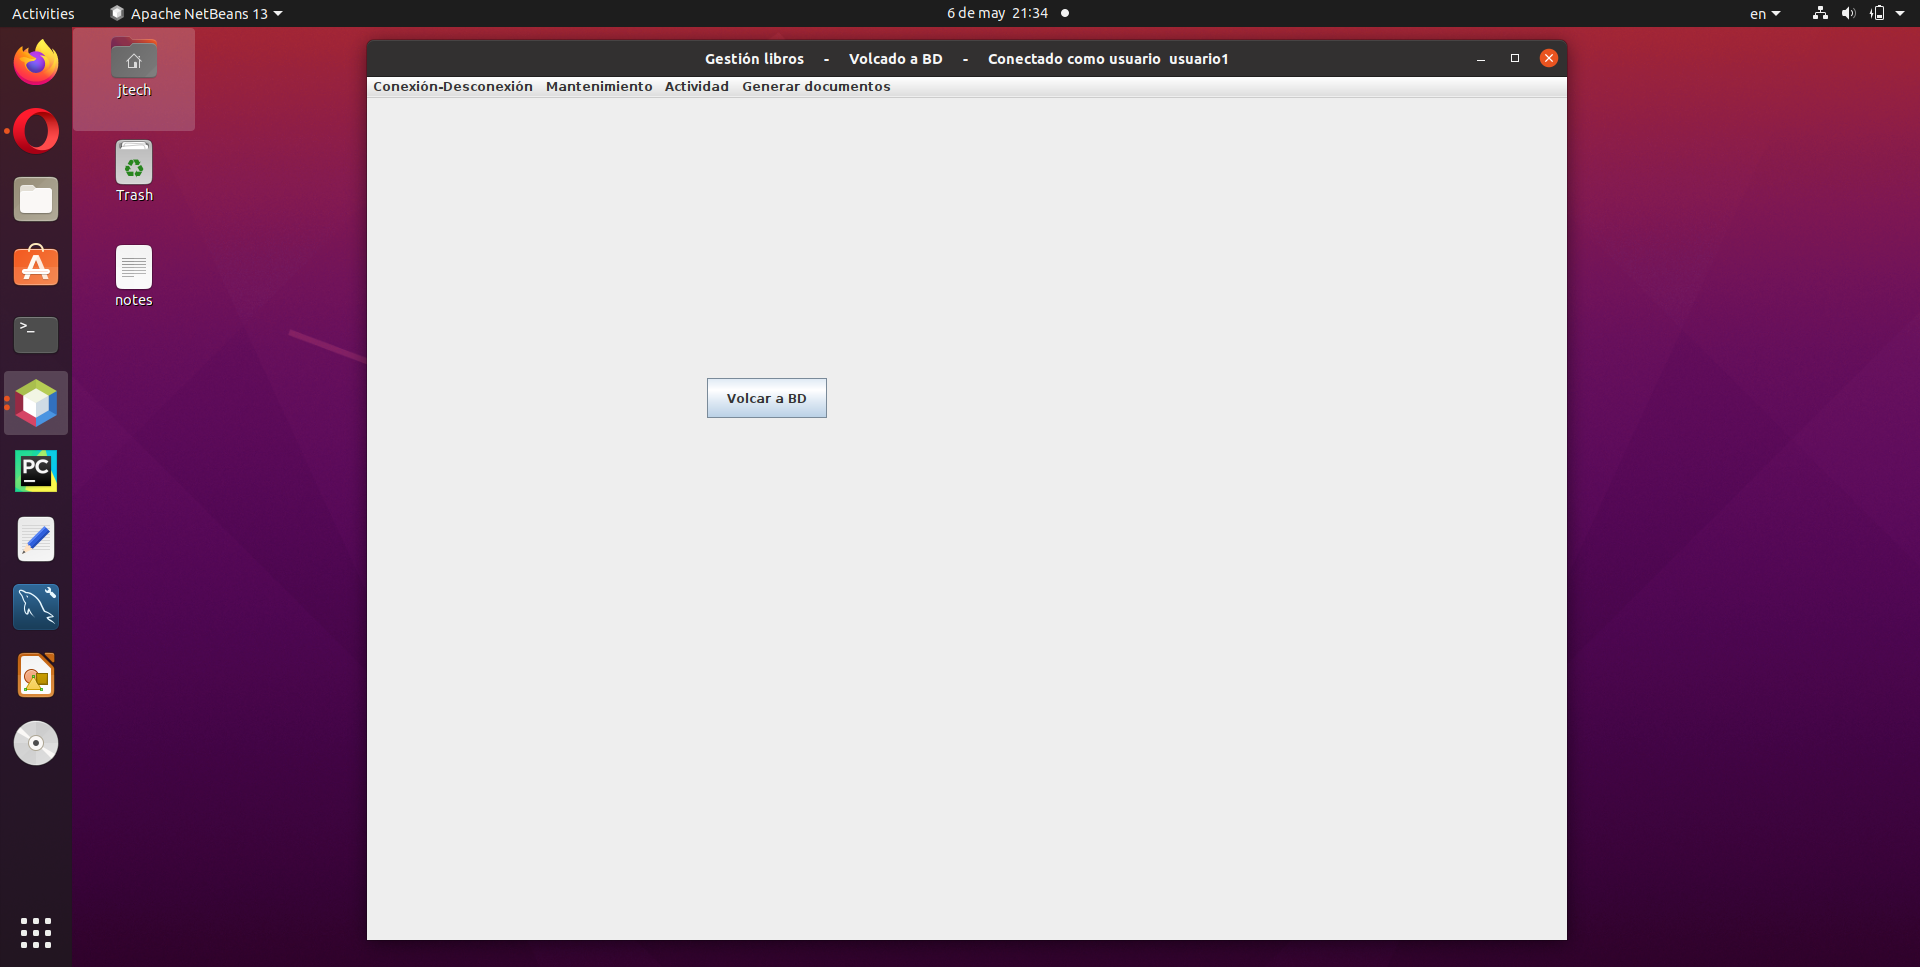 Activities Apache NetBeans 13 6 de may 21:34 en
jtech
Trash
notes
>_
PC
Gestión libros - Volcado a BD - Conectado como usuario usuario1
Conexión-Desconexión Mantenimiento Actividad Generar documentos
Volcar a BD